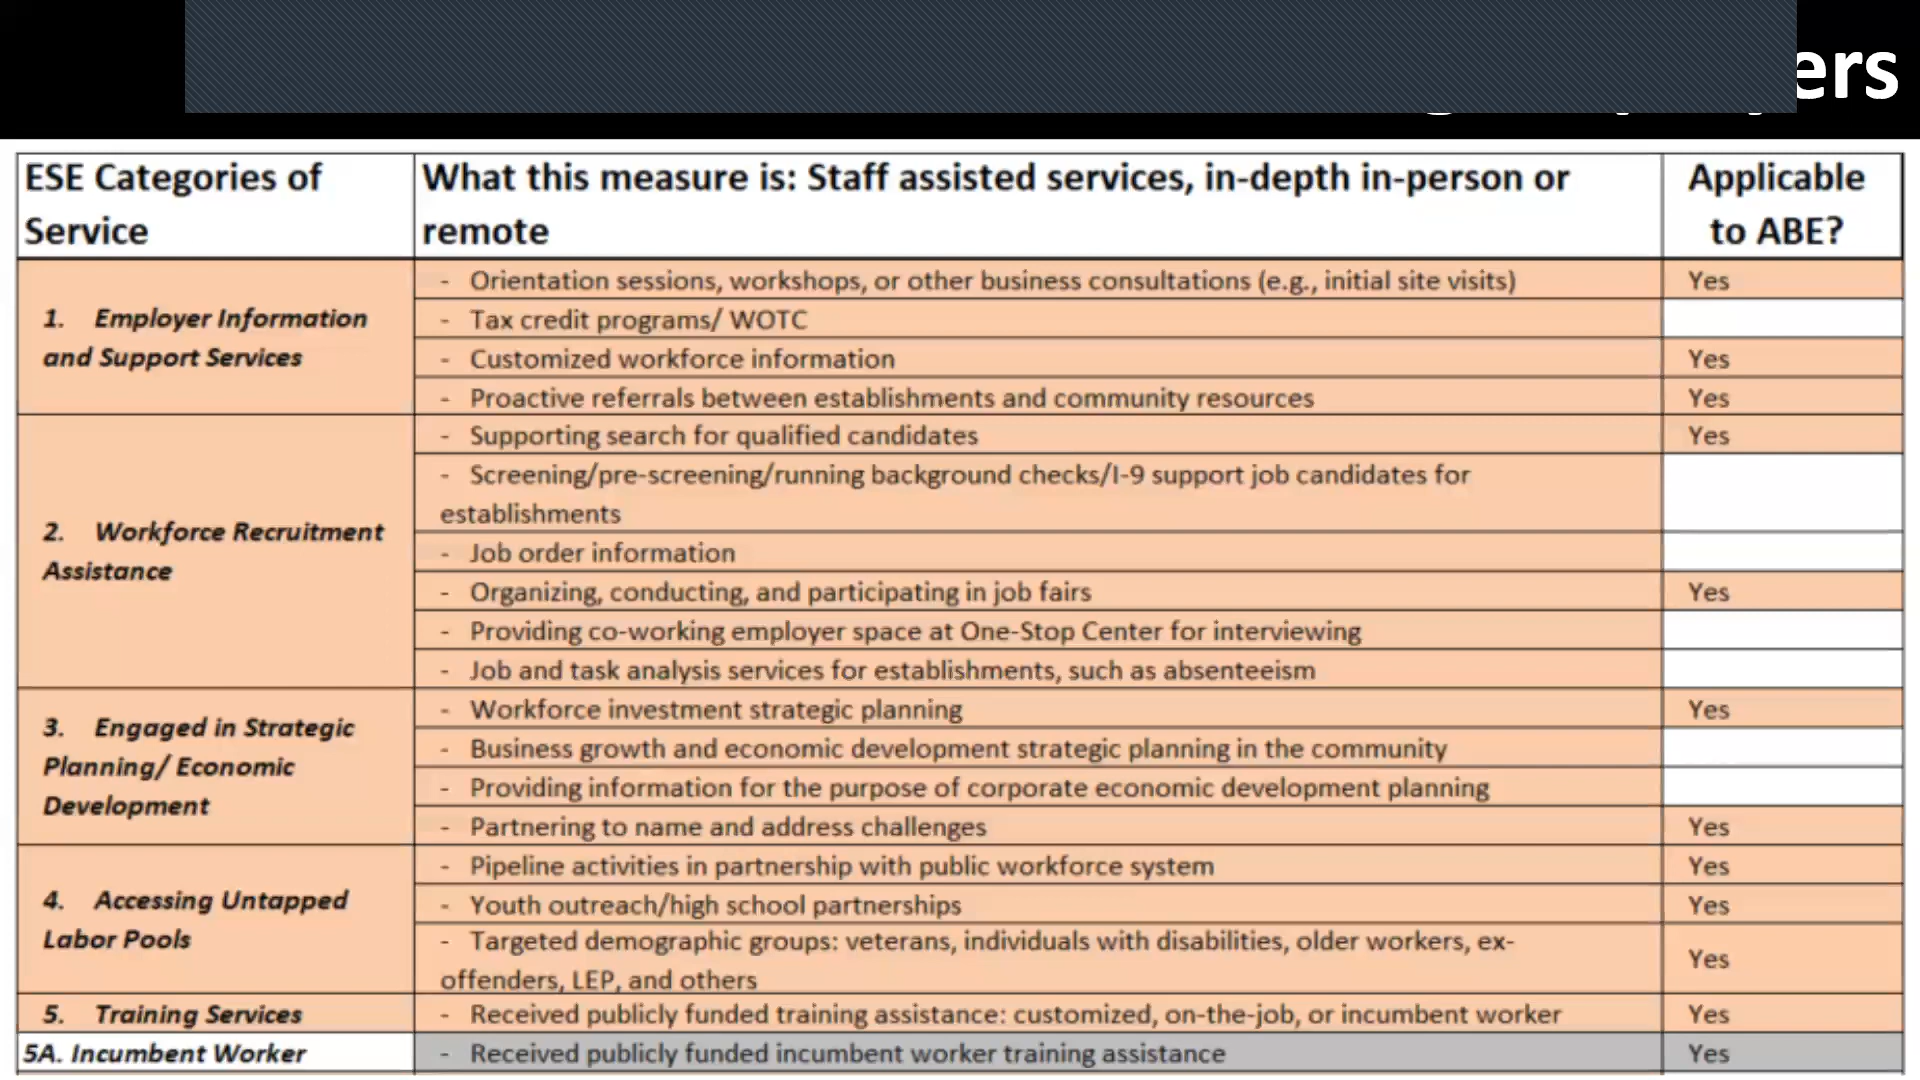 ers
ESE Categories of
Service
What this measure is: Staff assisted services, in-depth in-person or
remote
Applicable
to ABE?
1. Employer Information
and Support Services
- Orientation sessions, workshops, or other business consultations (e.g., initial site visits)
Yes
- Tax credit programs/ WOTC
- Customized workforce information
Yes
- Proactive referrals between establishments and community resources
Yes
2. Workforce Recruitment
Assistance
- Supporting search for qualified candidates
Yes
- Screening/pre-screening/running background checks/I-9 support job candidates for
establishments
- Job order information
- Organizing, conducting, and participating in job fairs
Yes
- Providing co-working employer space at One-Stop Center for interviewing
- Job and task analysis services for establishments, such as absenteeism
3. Engaged in Strategic
Planning/ Economic
Development
- Workforce investment strategic planning
Yes
- Business growth and economic development strategic planning in the community
- Providing information for the purpose of corporate economic development planning
- Partnering to name and address challenges
Yes
4. Accessing Untapped
Labor Pools
- Pipeline activities in partnership with public workforce system
Yes
- Youth outreach/high school partnerships
Yes
- Targeted demographic groups: veterans, individuals with disabilities, older workers, ex-
offenders, LEP, and others
Yes
5. Training Services
- Received publicly funded training assistance: customized, on-the-job, or incumbent worker
Yes
5A. Incumbent Worker
- Received publicly funded incumbent worker training assistance
Yes